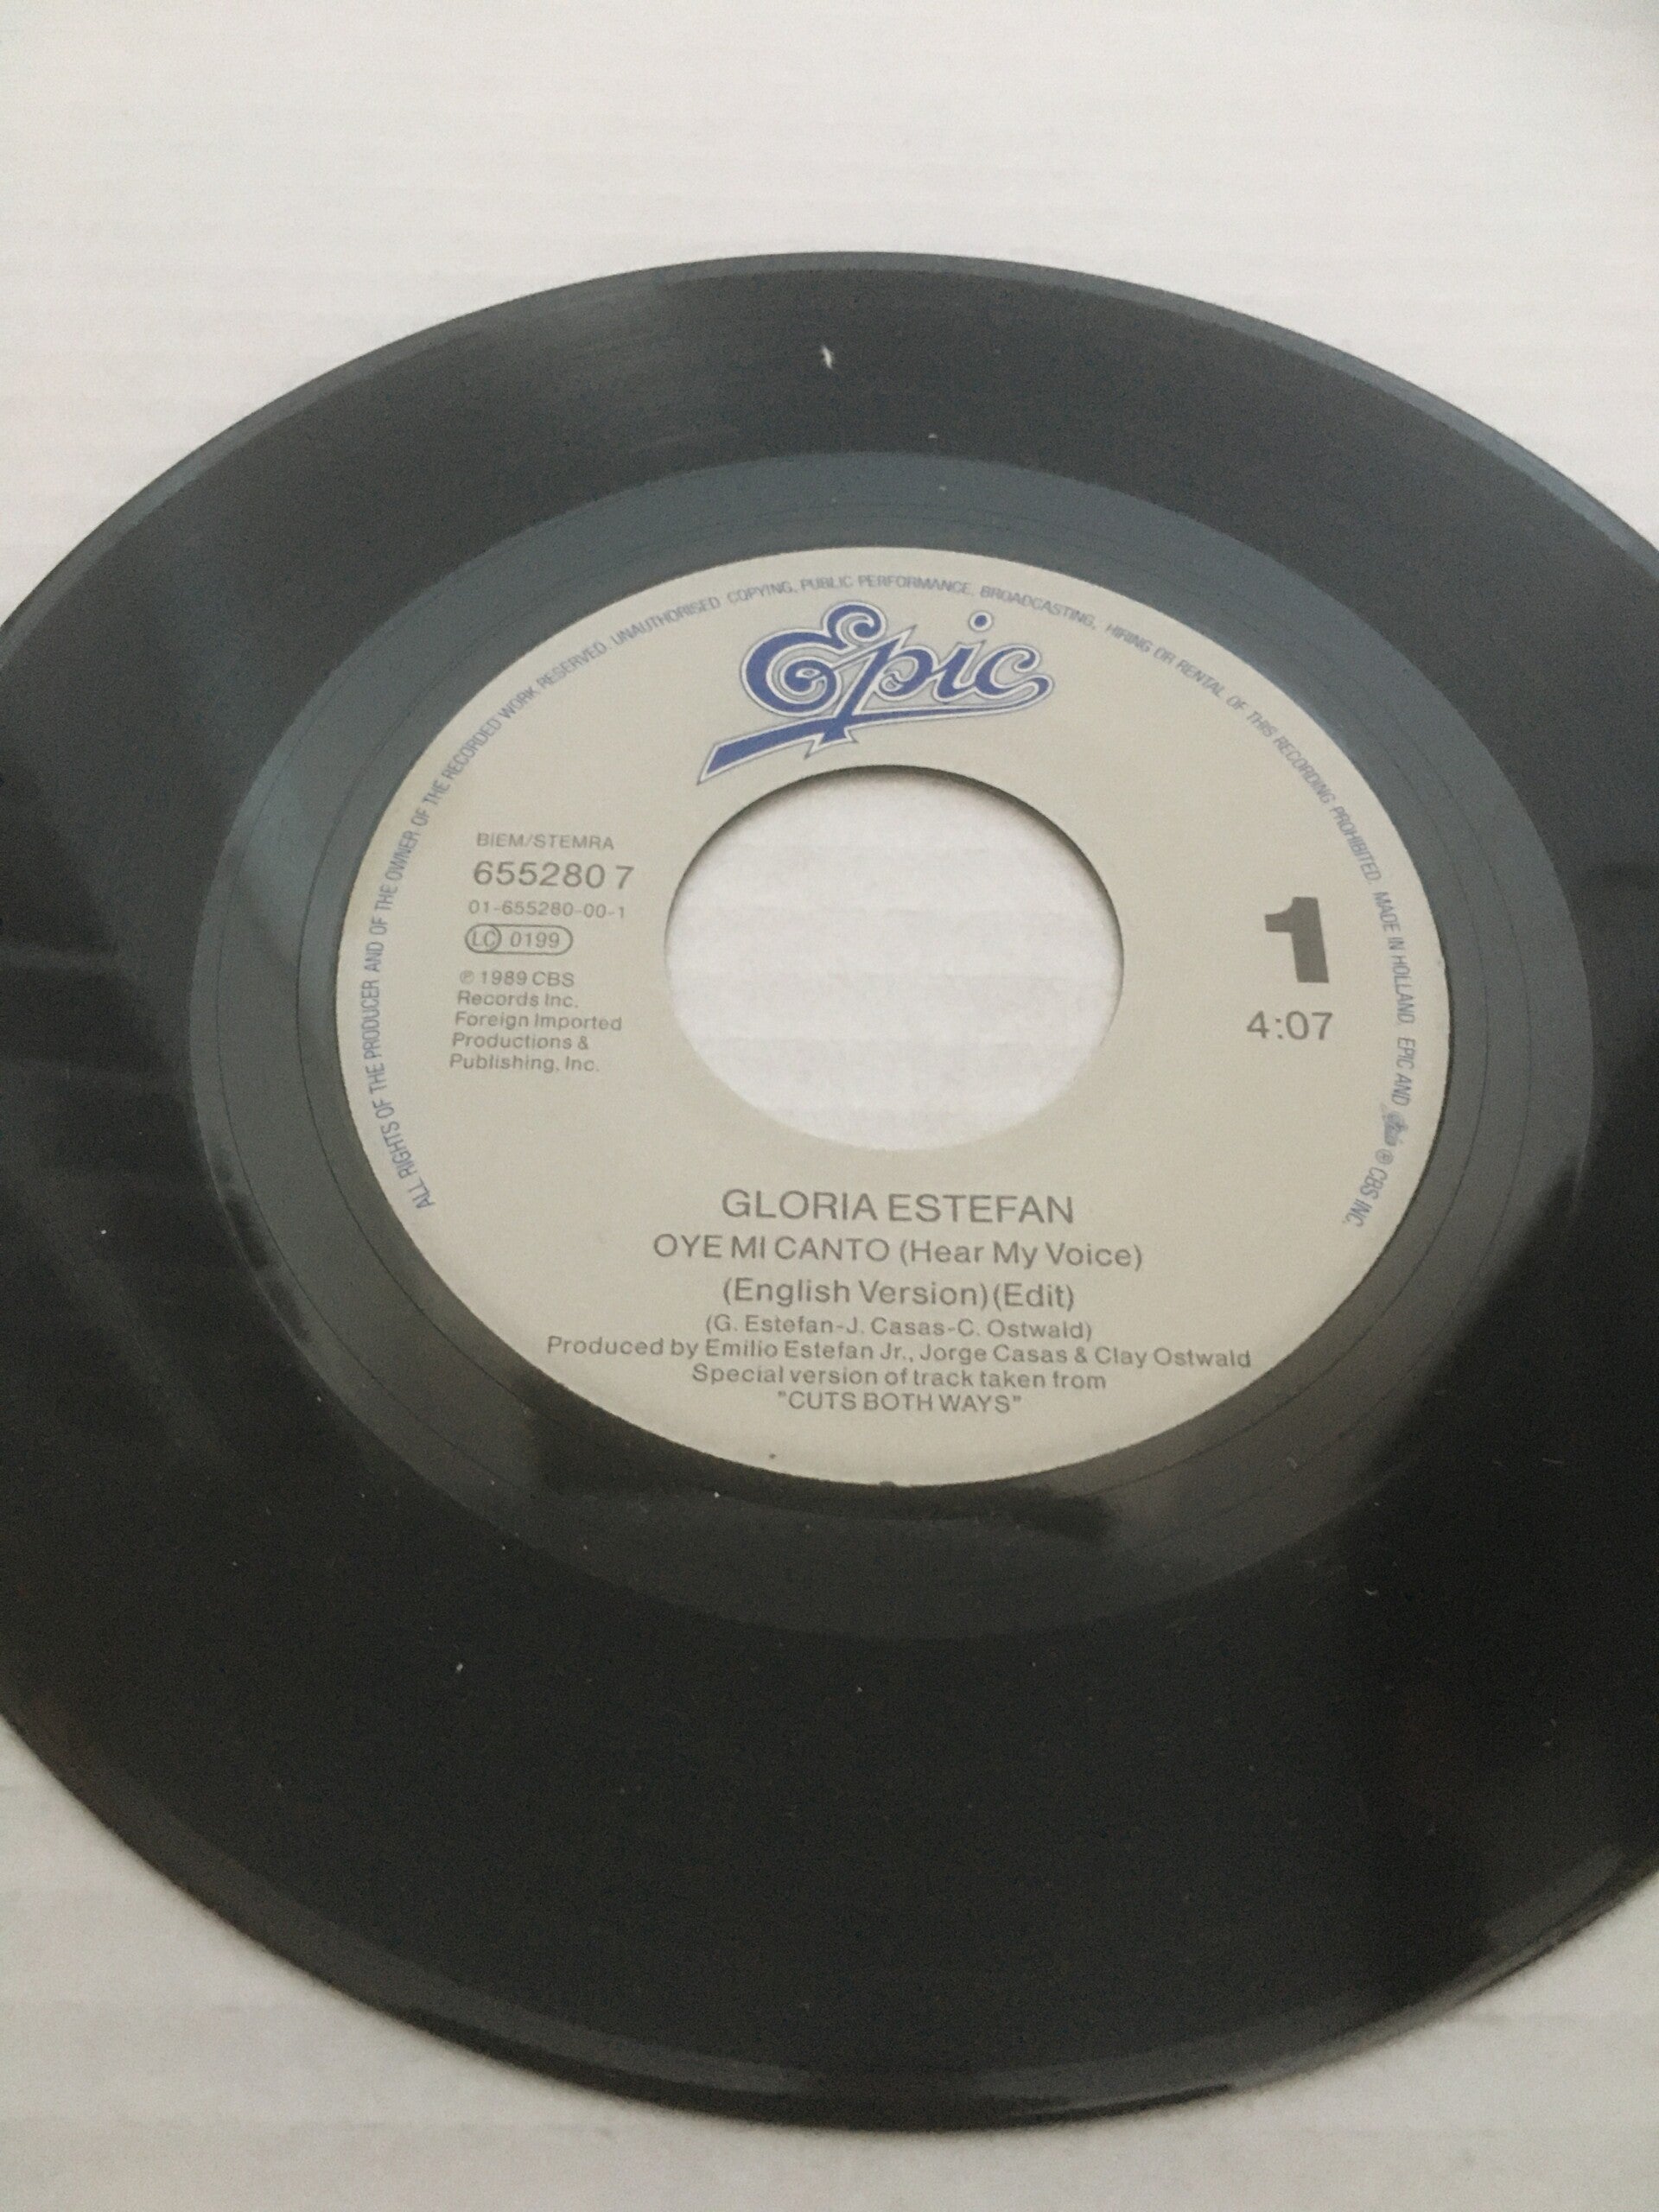 ALL RIGHTS OF THE PRODUCER AND OF THE OWNER OF THE RECORDED WORK RESERVED. UNAUTHORISED COPYING, PUBLIC PERFORMANCE, BROADCASTING, HIRING OR RENTAL OF THIS RECORDING PROHIBITED. MADE IN HOLLAND. EPIC AND Epic ® CBS INC.
Epic
BIEM/STEMRA
655280 7
01-655280-00-1
LC 0199
℗ 1989 CBS
Records Inc.
Foreign Imported
Productions &
Publishing, Inc.
1
4:07
GLORIA ESTEFAN
OYE MI CANTO (Hear My Voice)
(English Version) (Edit)
(G. Estefan-J. Casas-C. Ostwald)
Produced by Emilio Estefan Jr., Jorge Casas & Clay Ostwald
Special version of track taken from
"CUTS BOTH WAYS"